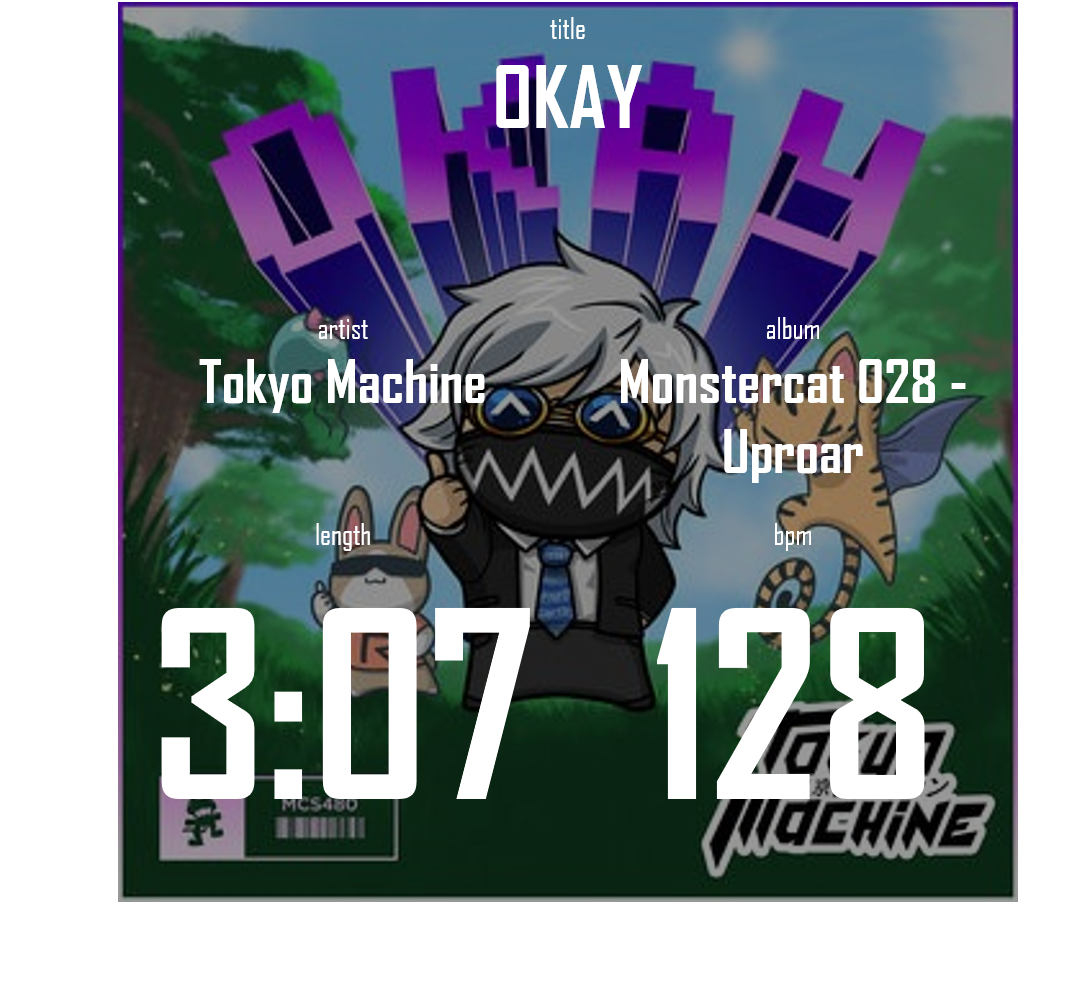 title
OKAY
OKAY
artist
album
Tokyo Machine
Monstercat 028 -
Uproar
length
bpm
3:07
128
MCS480
Tokyo
Machine